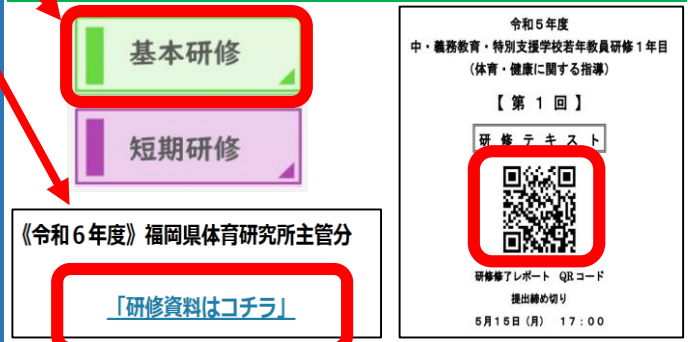 基本研修
短期研修
《令和６年度》福岡県体育研究所主管分
「研修資料はコチラ」
令和５年度
中・義務教育・特別支援学校若年教員研修１年目
（体育・健康に関する指導）
【第１回】
研修テキスト
研修修了レポート QRコード
提出締め切り
５月１５日（月） １７：００